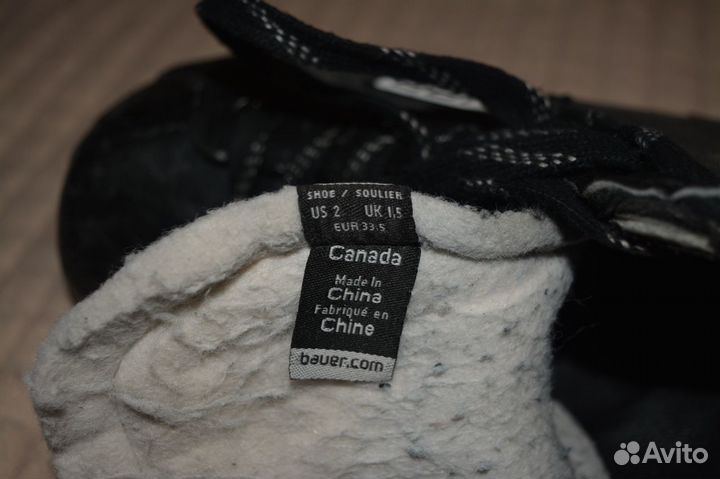 SHOE / SOULIER
US 2 UK 1,5
EUR 33.5
Canada
Made In
China
Fabriqué en
Chine
bauer.com
Avito